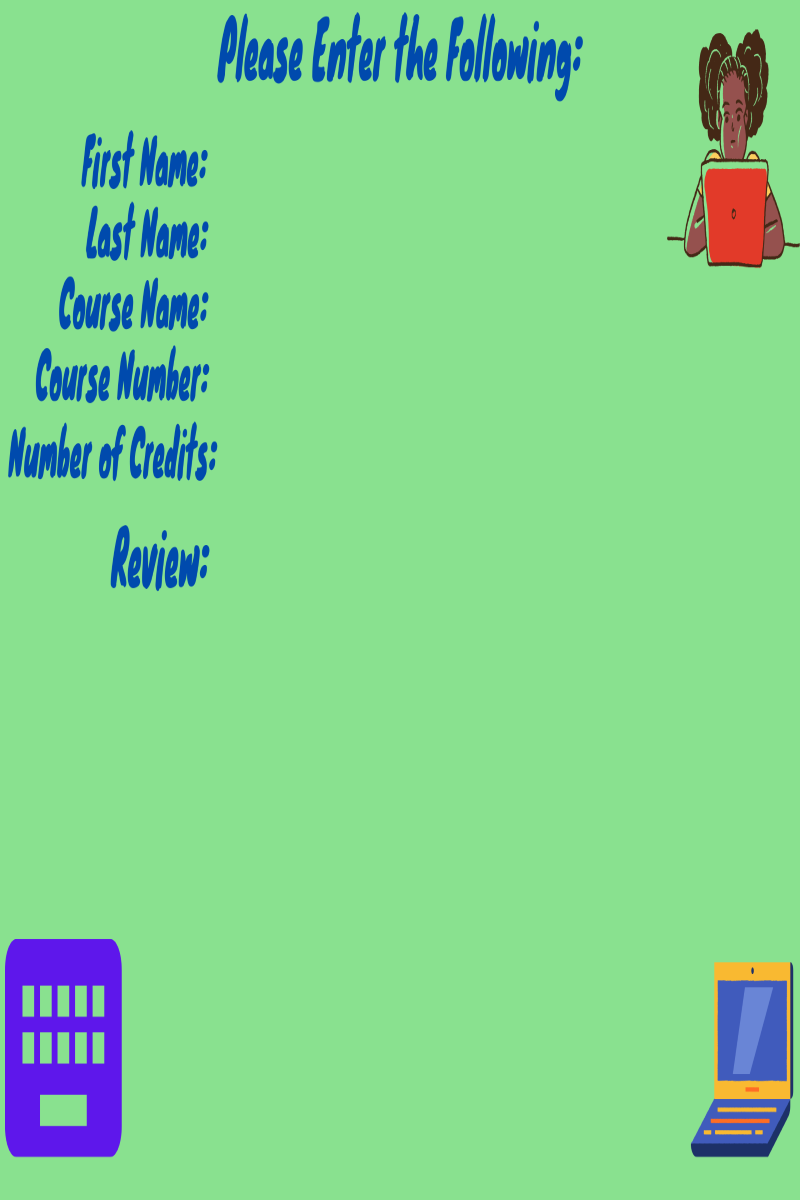 Please Enter the Following:
First Name:
Last Name:
Course Name:
Course Number:
Number of Credits:
Review: